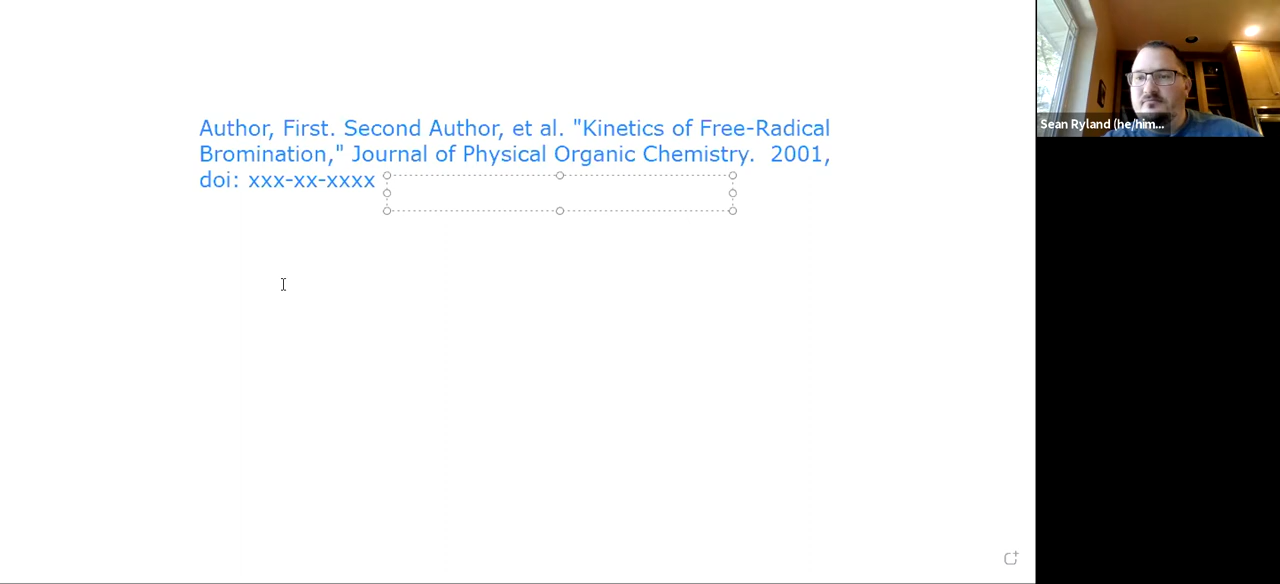 Author, First. Second Author, et al. "Kinetics of Free-Radical
Bromination," Journal of Physical Organic Chemistry.  2001,
doi: xxx-xx-xxxx
Sean Ryland (he/him...